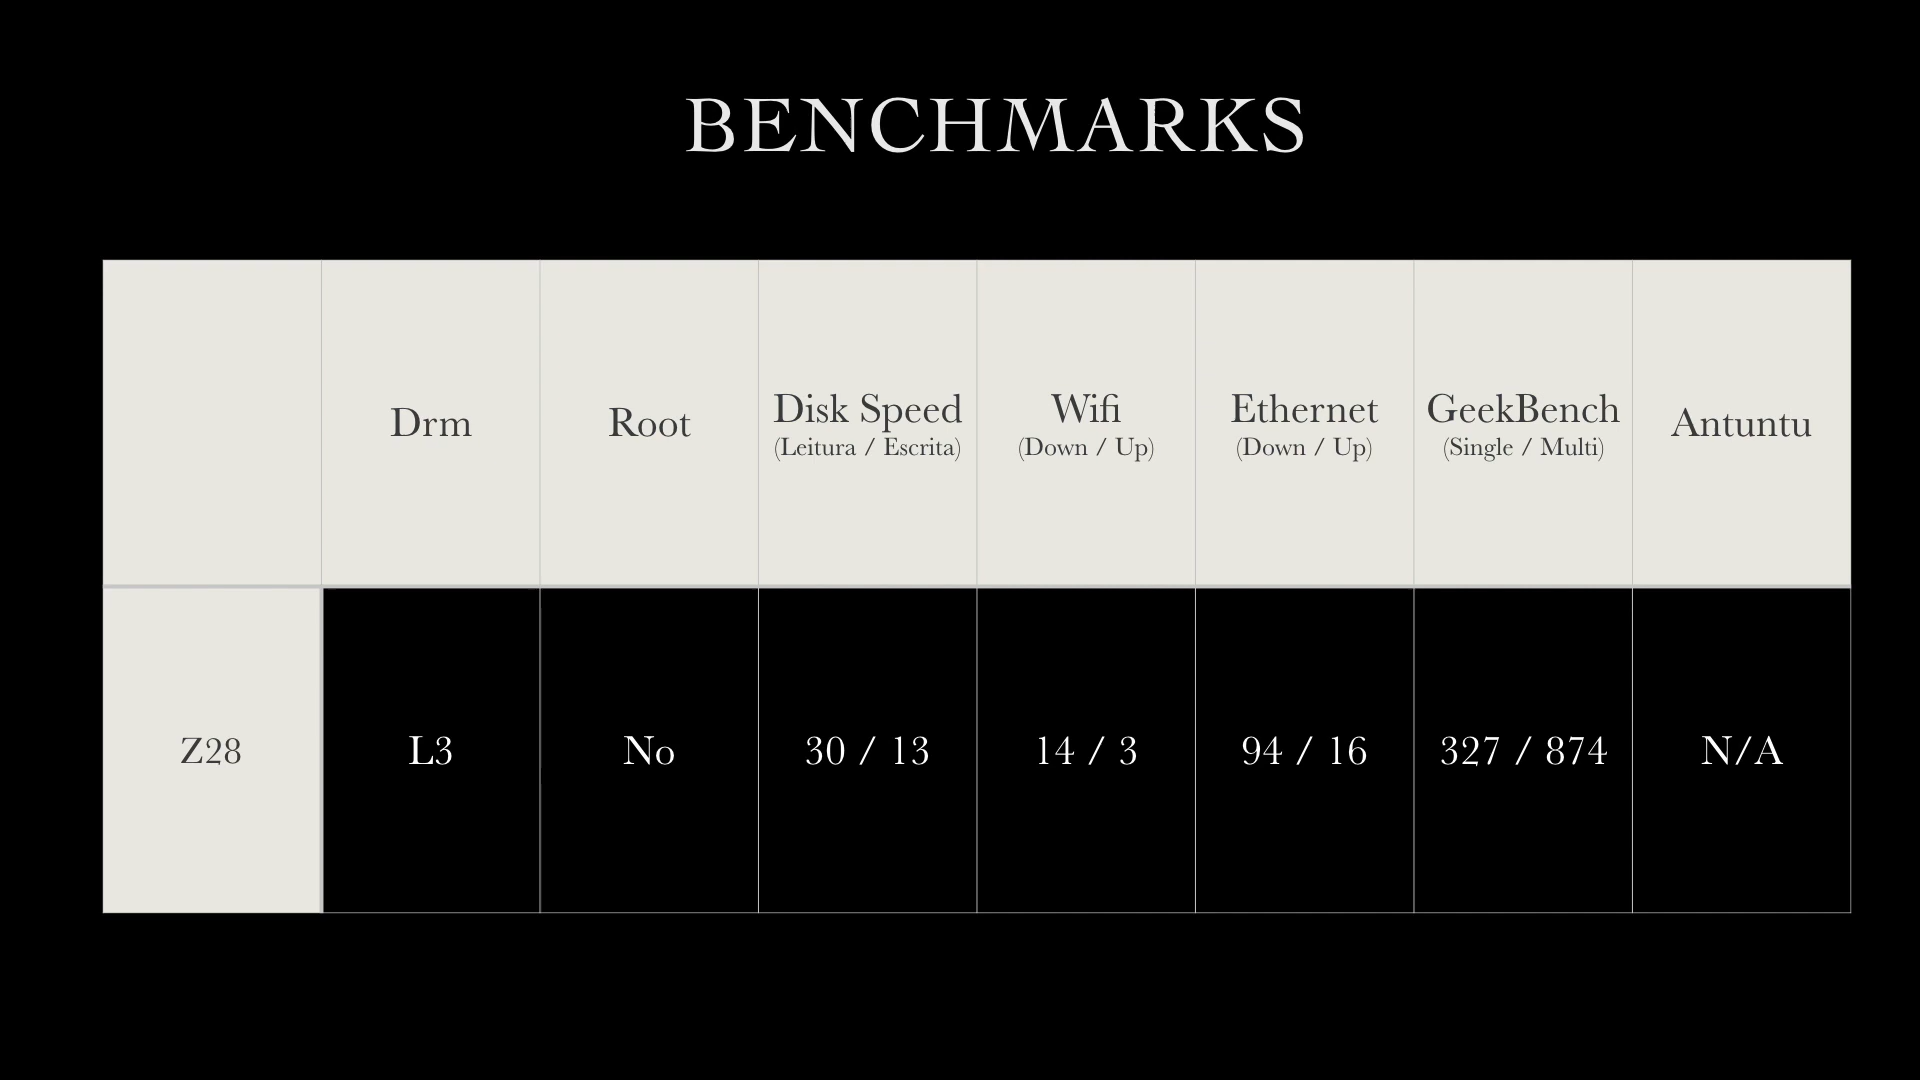 BENCHMARKS
Drm
Root
Disk Speed
(Leitura / Escrita)
Wifi
(Down / Up)
Ethernet
(Down / Up)
GeekBench
(Single / Multi)
Antuntu
Z28
L3
No
30 / 13
14 / 3
94 / 16
327 / 874
N/A